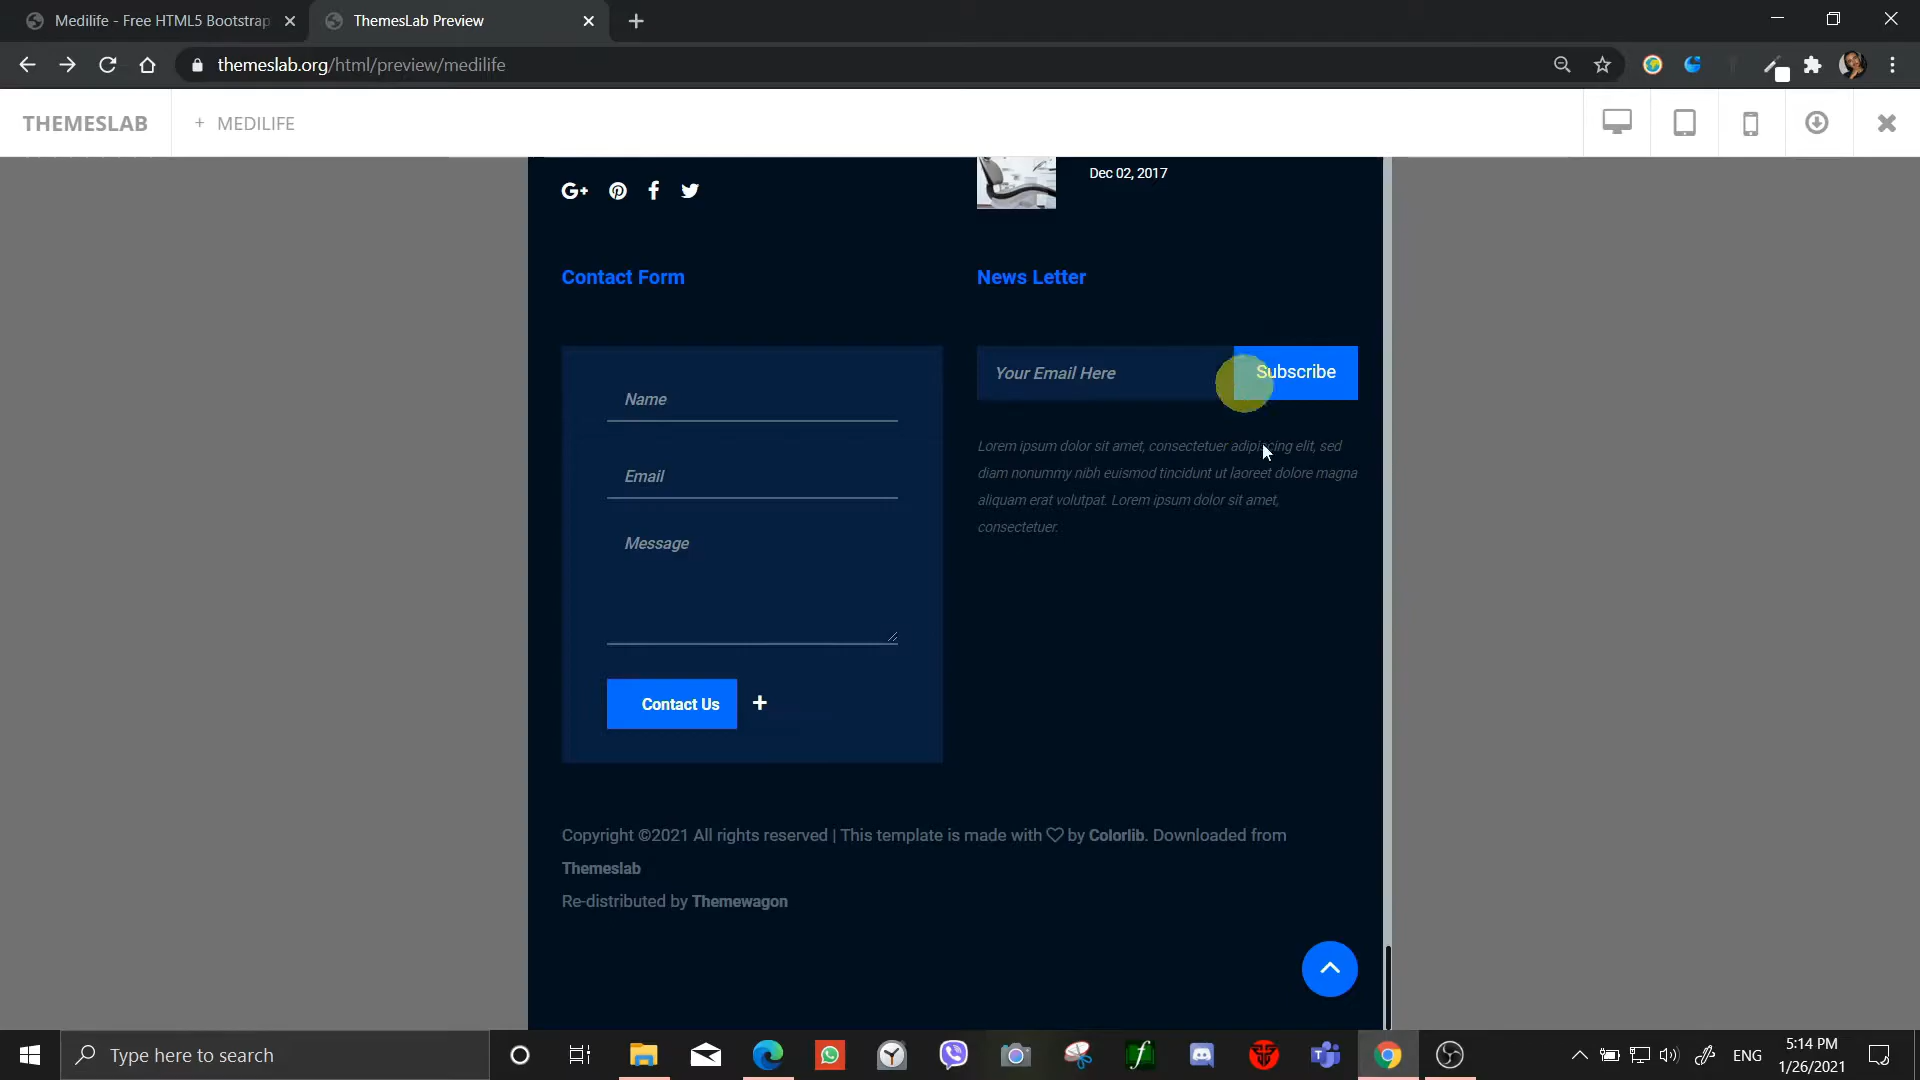 Medilife - Free HTML5 Bootstrap
ThemesLab Preview
themeslab.org/html/preview/medilife
THEMESLAB
+ MEDILIFE
Dec 02, 2017
Contact Form
News Letter
Name
Email
Message
Contact Us +
Your Email Here
Subscribe
Lorem ipsum dolor sit amet, consectetuer adipiscing elit, sed
diam nonummy nibh euismod tincidunt ut laoreet dolore magna
aliquam erat volutpat. Lorem ipsum dolor sit amet,
consectetuer.
Copyright ©2021 All rights reserved | This template is made with ♡ by Colorlib. Downloaded from
Themeslab
Re-distributed by Themewagon
Type here to search
ENG
5:14 PM
1/26/2021